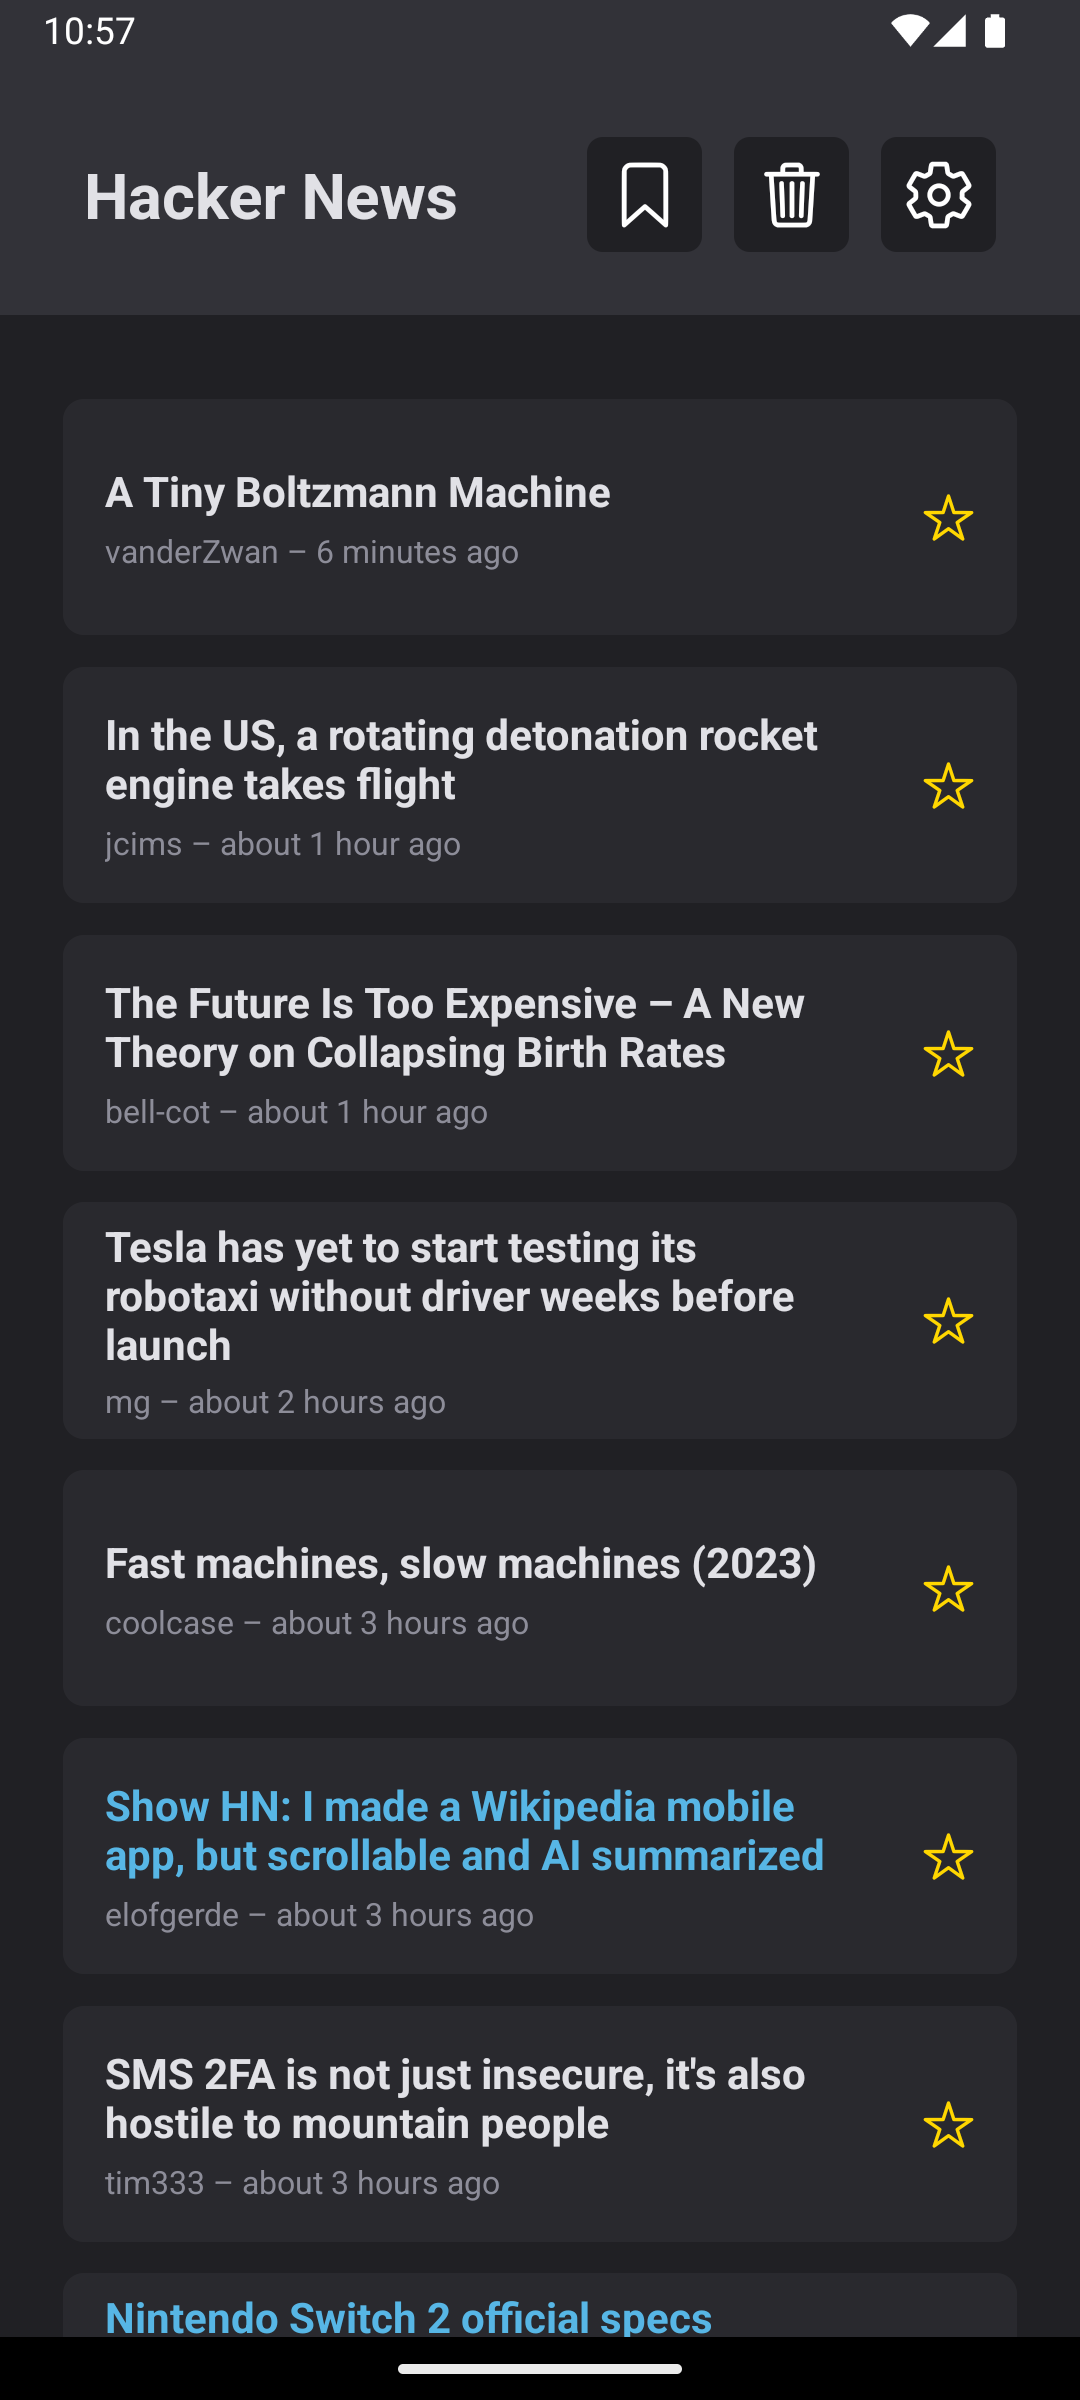 10:57
Hacker News
A Tiny Boltzmann Machine
vanderZwan – 6 minutes ago
In the US, a rotating detonation rocket
engine takes flight
jcims – about 1 hour ago
The Future Is Too Expensive – A New
Theory on Collapsing Birth Rates
bell-cot – about 1 hour ago
Tesla has yet to start testing its
robotaxi without driver weeks before
launch
mg – about 2 hours ago
Fast machines, slow machines (2023)
coolcase – about 3 hours ago
Show HN: I made a Wikipedia mobile
app, but scrollable and AI summarized
elofgerde – about 3 hours ago
SMS 2FA is not just insecure, it's also
hostile to mountain people
tim333 – about 3 hours ago
Nintendo Switch 2 official specs